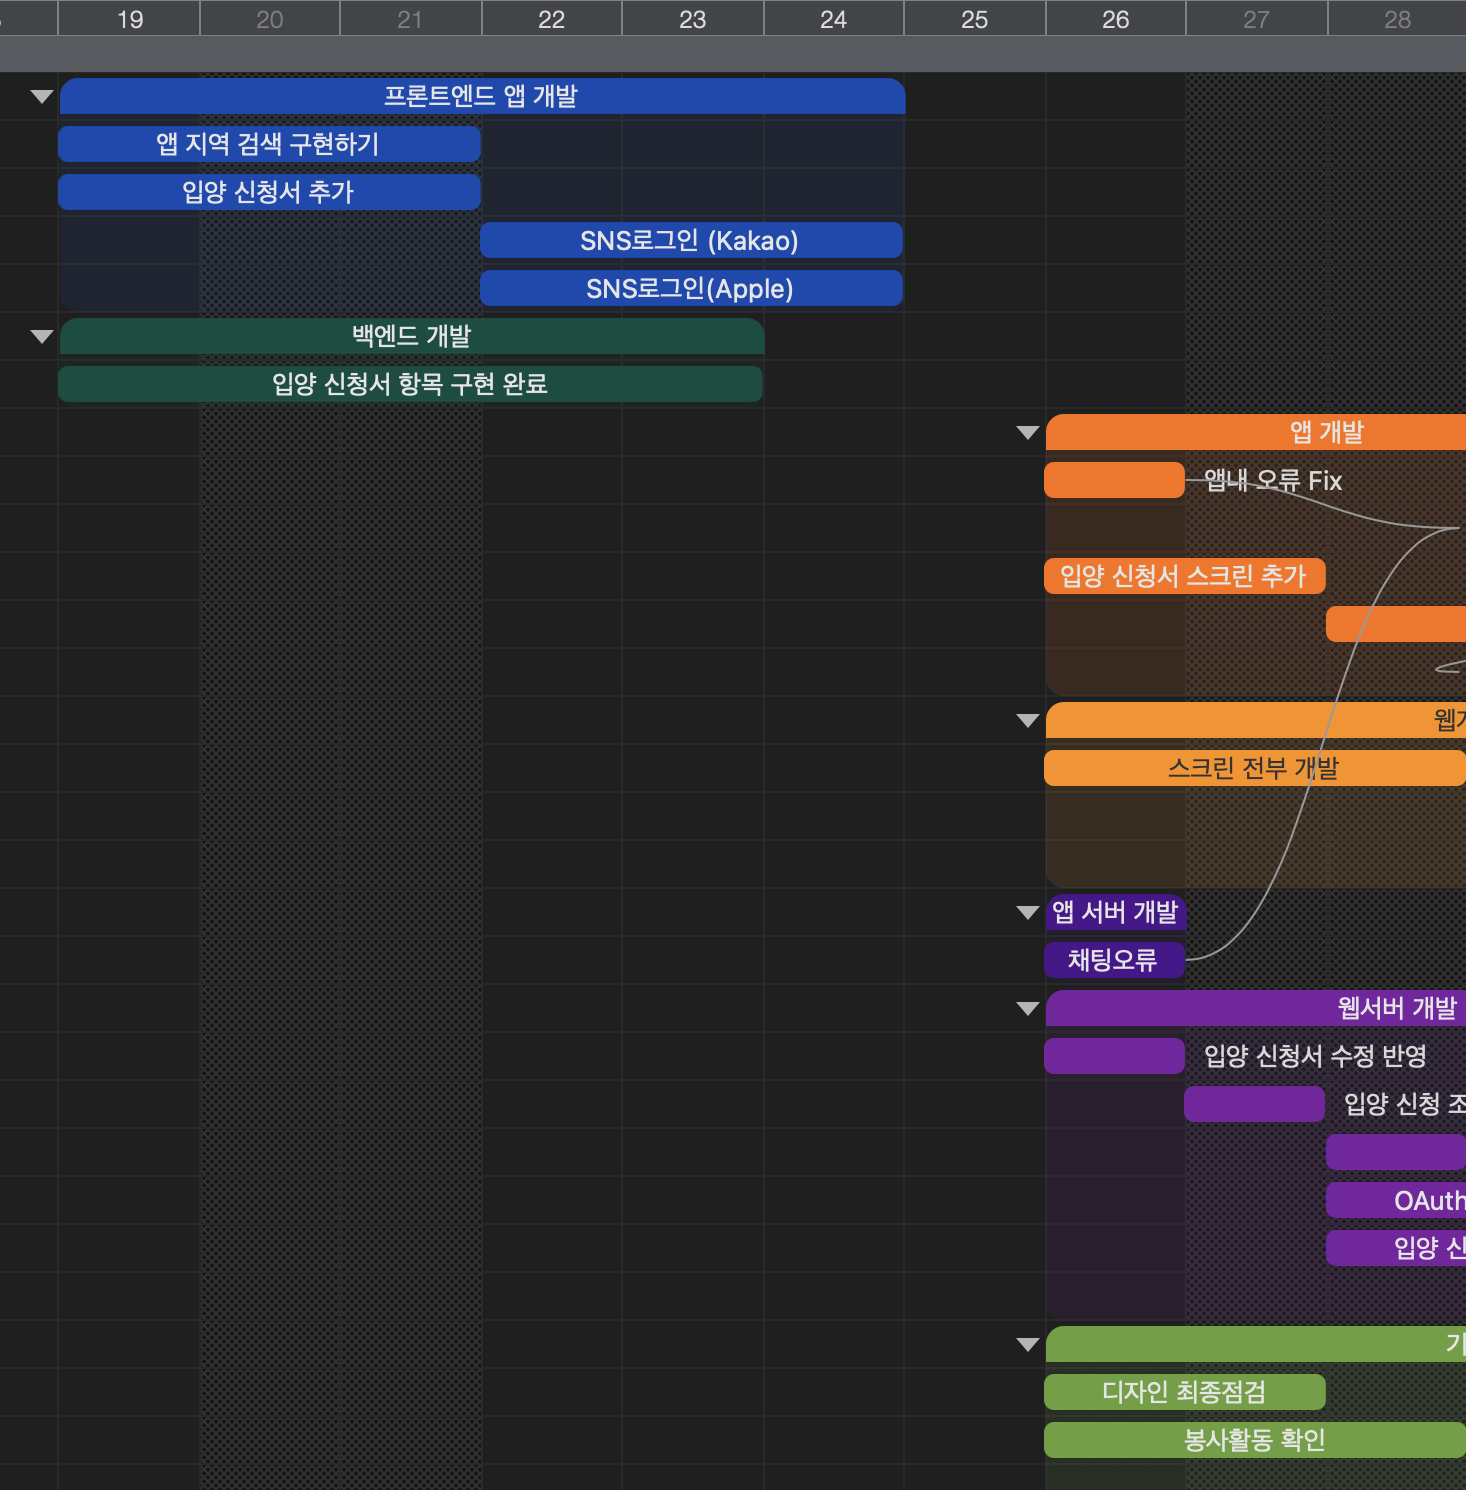 19 20 21 22 23 24 25 26 27 28
프론트엔드 앱 개발
앱 지역 검색 구현하기
입양 신청서 추가
SNS로그인 (Kakao)
SNS로그인(Apple)
백엔드 개발
입양 신청서 항목 구현 완료
앱 개발
앱내 오류 Fix
입양 신청서 스크린 추가
스크린 전부 개발
앱 서버 개발
채팅오류
웹서버 개발
입양 신청서 수정 반영
입양 신청 조
OAuth
입양 신
기
디자인 최종점검
봉사활동 확인